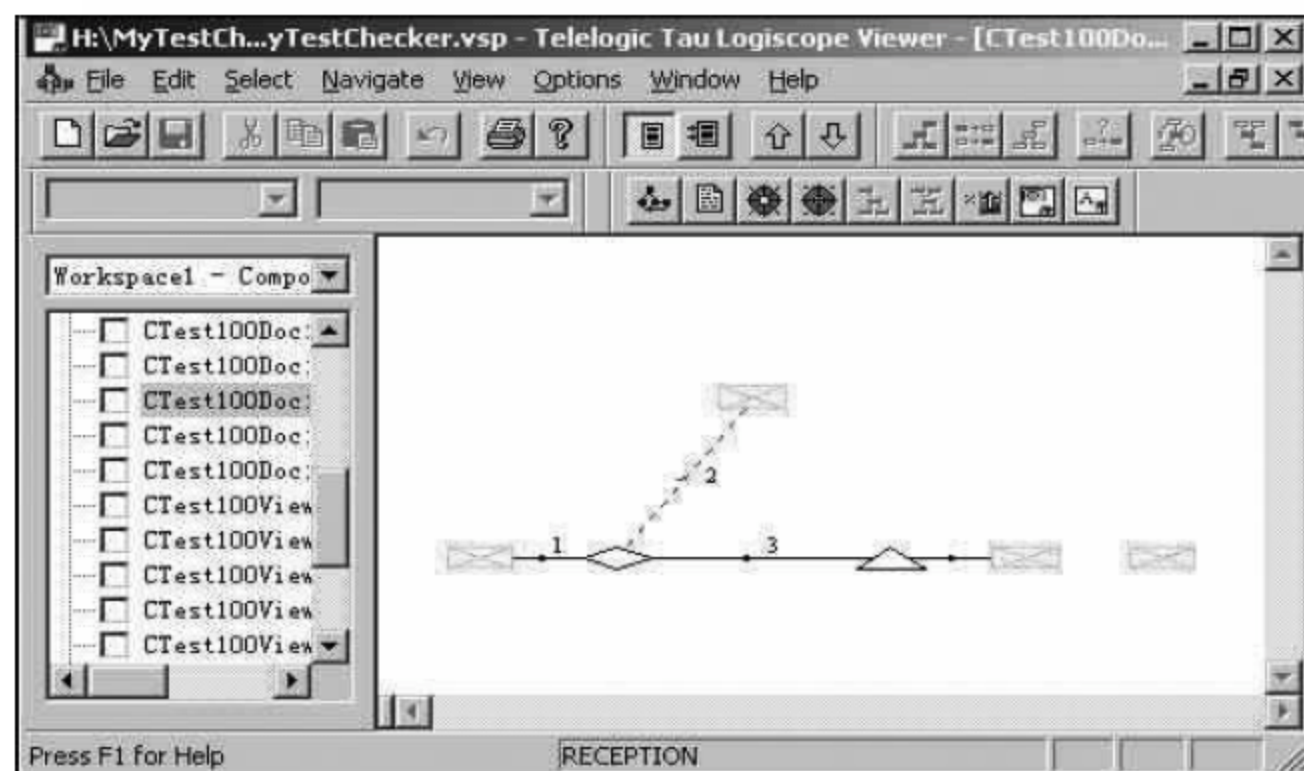 H:\MyTestCh...yTestChecker.vsp - Telelogic Tau Logiscope Viewer - [CTest100Do...
File Edit Select Navigate View Options Window Help
Workspace1 - Compo
CTest100Doc:
CTest100Doc:
CTest100Doc:
CTest100Doc:
CTest100Doc:
CTest100View
CTest100View
CTest100View
CTest100View
CTest100View
2
1
3
Press F1 for Help
RECEPTION